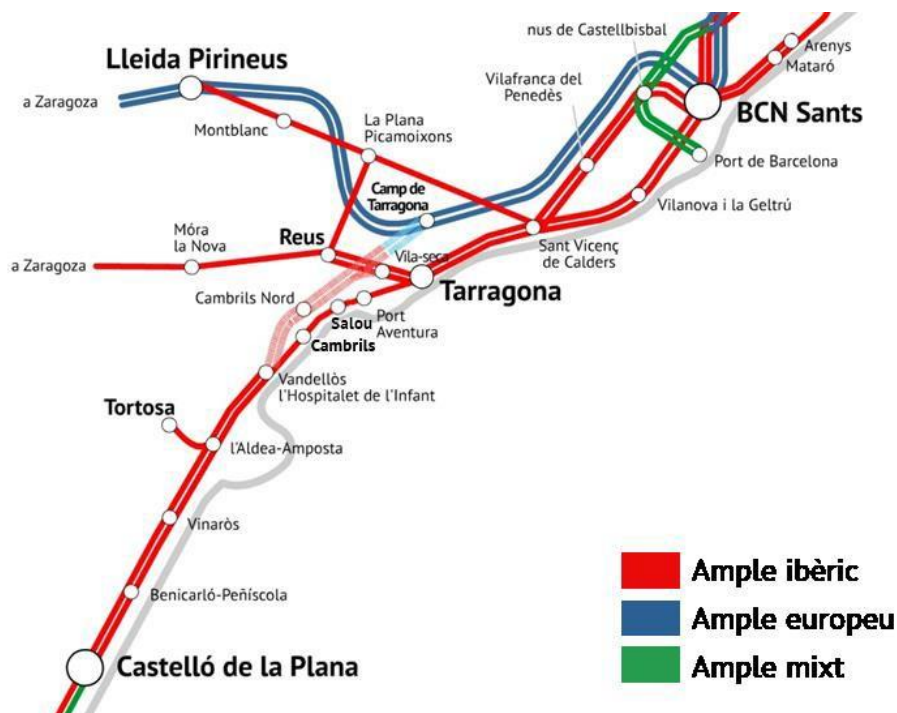 nus de Castellbisbal
Arenys
Mataró
Lleida Pirineus
Vilafranca del
Penedès
a Zaragoza
BCN Sants
La Plana
Picamoixons
Montblanc
Port de Barcelona
Camp de
Tarragona
Vilanova i la Geltrú
Móra
la Nova
Reus
Sant Vicenç
de Calders
Vila-seca
a Zaragoza
Tarragona
Cambrils Nord
Salou
Port
Aventura
Cambrils
Vandellòs
l'Hospitalet de l'Infant
Tortosa
l'Aldea-Amposta
Vinaròs
Benicarló-Peñíscola
Castelló de la Plana
Ample ibèric
Ample europeu
Ample mixt